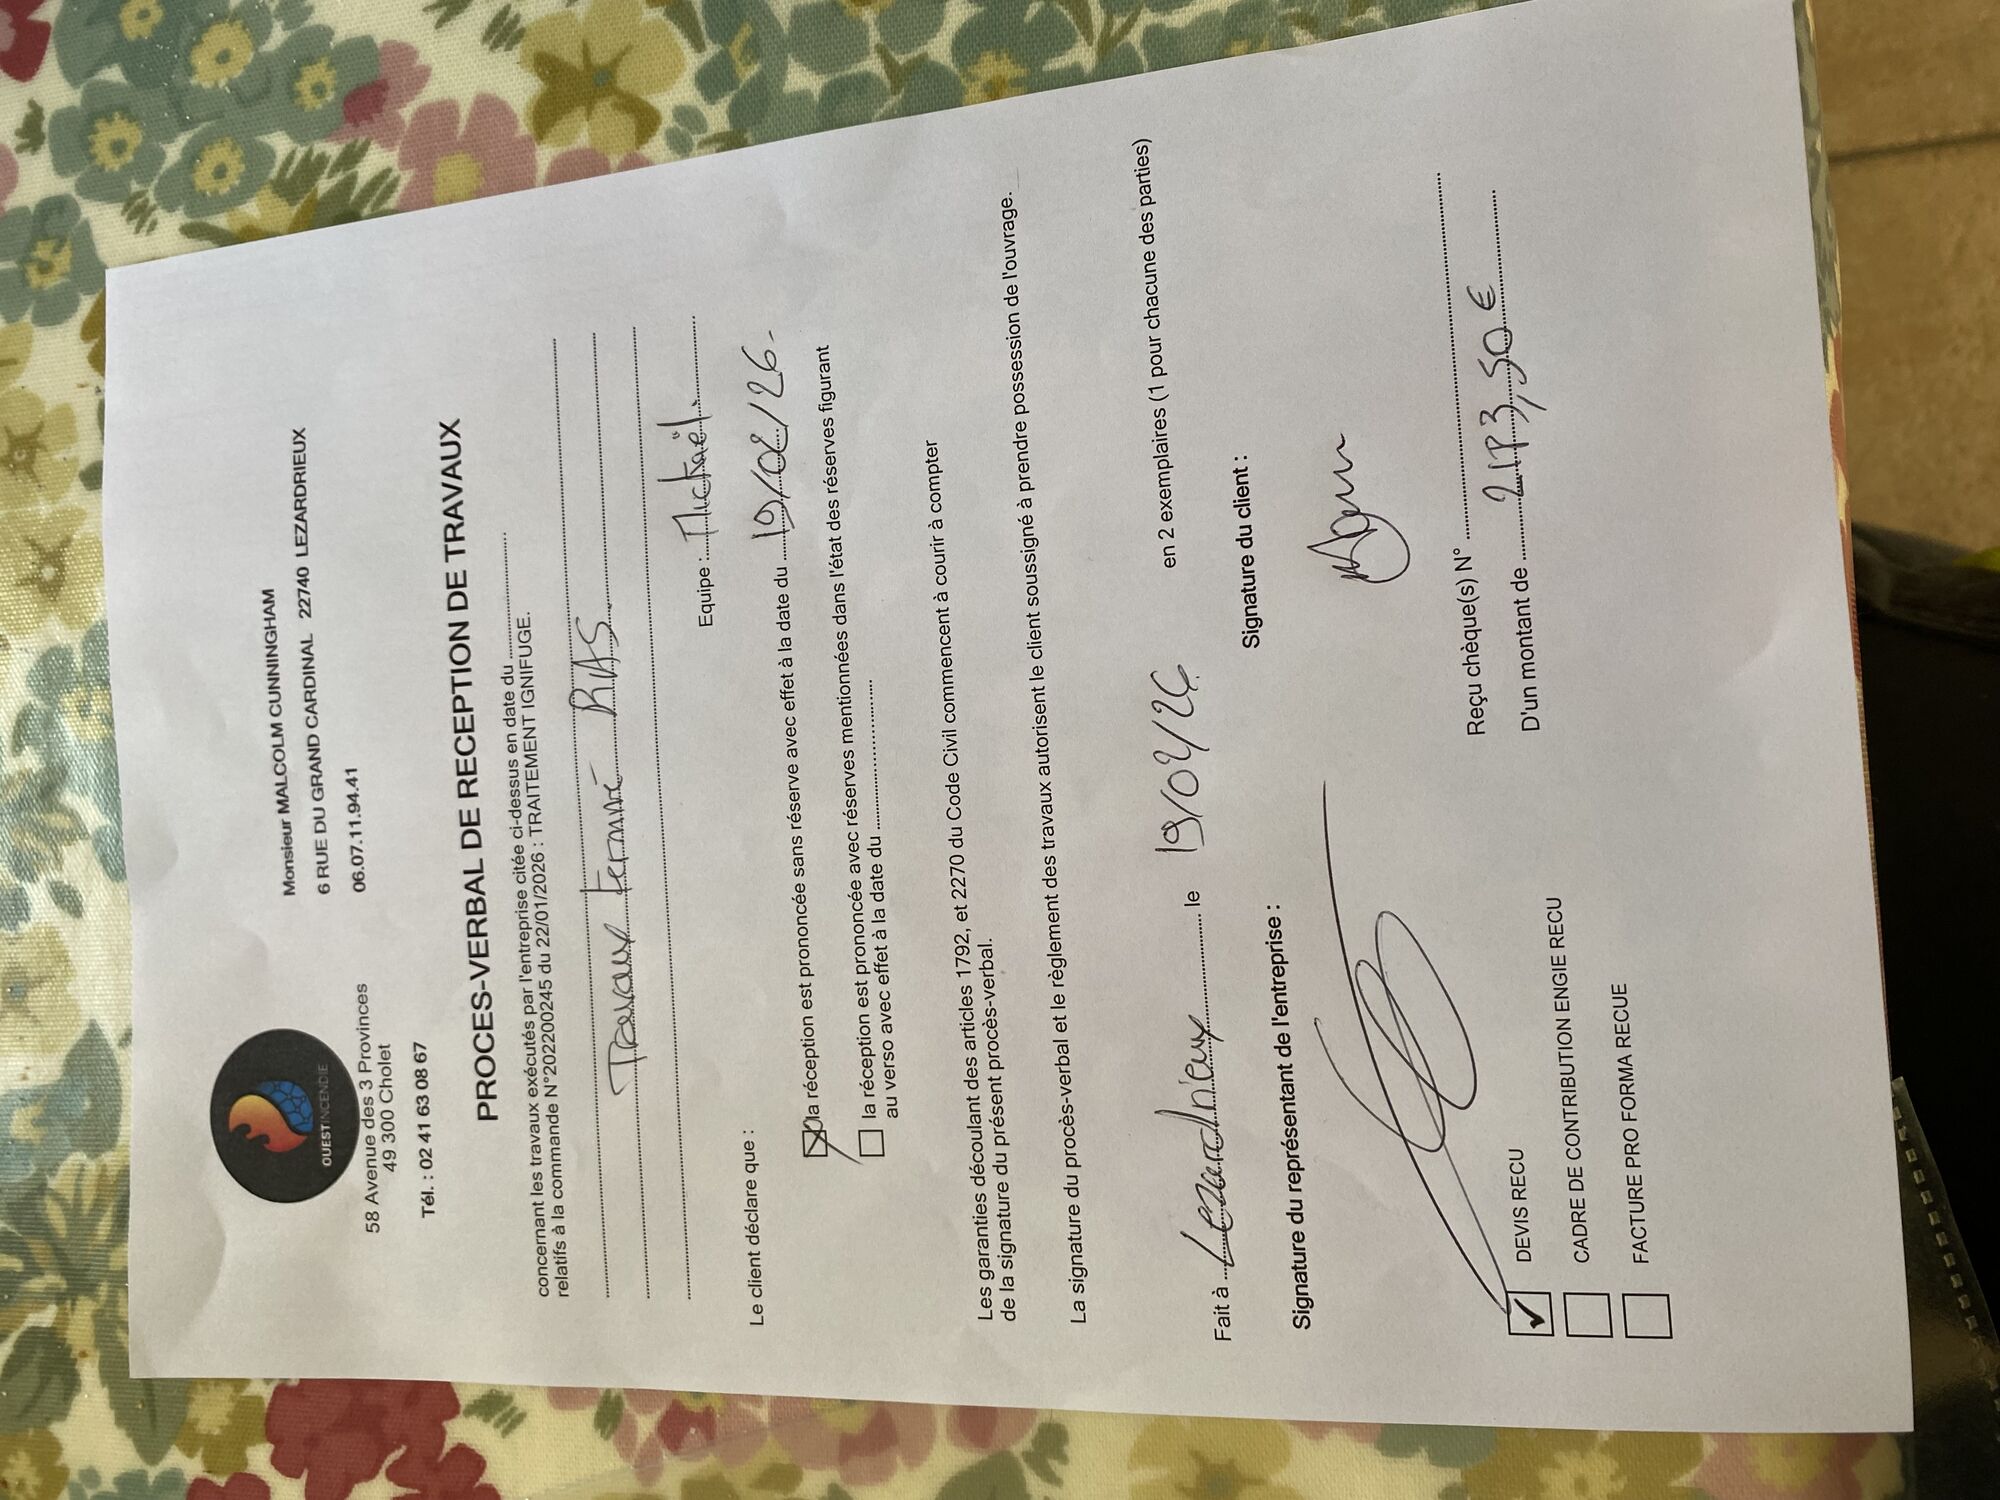 OUEST INCENDIE
58 Avenue des 3 Provinces
49 300 Cholet
Tél. : 02 41 63 08 67
Monsieur MALCOLM CUNNINGHAM
6 RUE DU GRAND CARDINAL 22740 LEZARDRIEUX
06.07.11.94.41
PROCES-VERBAL DE RECEPTION DE TRAVAUX
concernant les travaux exécutés par l'entreprise citée ci-dessus en date du
relatifs à la commande N°2022200245 du 22/01/2026 : TRAITEMENT IGNIFUGE.
Travaux terminé RAS
Equipe : Mickaël.
Le client déclare que :
la réception est prononcée sans réserve avec effet à la date du 19/02/26.
la réception est prononcée avec réserves mentionnées dans l'état des réserves figurant
au verso avec effet à la date du
Les garanties découlant des articles 1792, et 2270 du Code Civil commencent à courir à compter
de la signature du présent procès-verbal.
La signature du procès-verbal et le règlement des travaux autorisent le client soussigné à prendre possession de l'ouvrage.
Fait à Lezardrieux le 19/02/26 en 2 exemplaires (1 pour chacune des parties)
Signature du représentant de l'entreprise :
Signature du client :
Reçu chèque(s) N°
D'un montant de
DEVIS RECU
CADRE DE CONTRIBUTION ENGIE RECU
FACTURE PRO FORMA RECUE